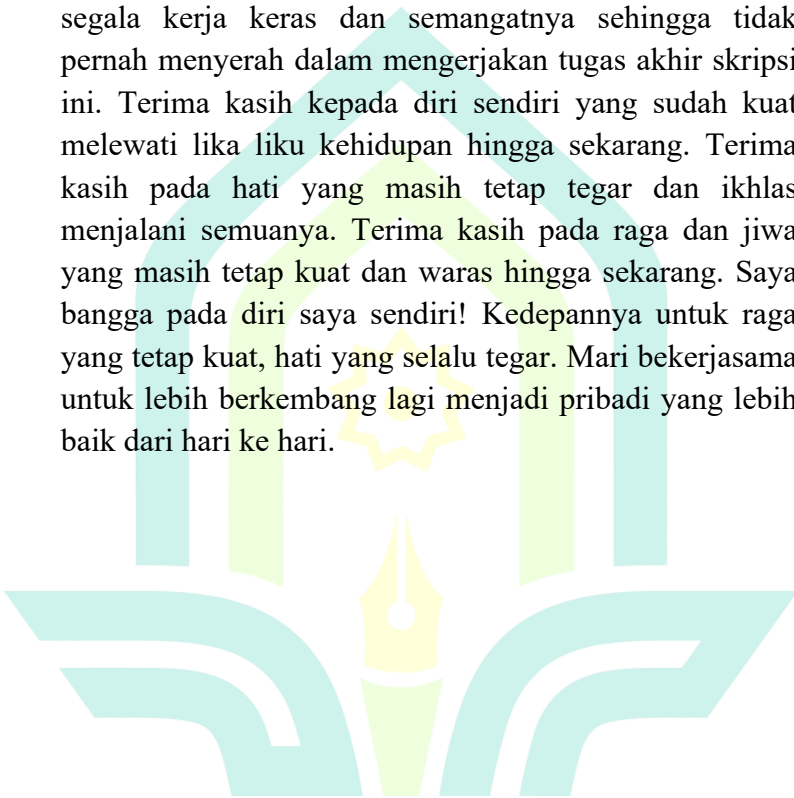 segala kerja keras dan semangatnya sehingga tidak
pernah menyerah dalam mengerjakan tugas akhir skripsi
ini. Terima kasih kepada diri sendiri yang sudah kuat
melewati lika liku kehidupan hingga sekarang. Terima
kasih pada hati yang masih tetap tegar dan ikhlas
menjalani semuanya. Terima kasih pada raga dan jiwa
yang masih tetap kuat dan waras hingga sekarang. Saya
bangga pada diri saya sendiri! Kedepannya untuk raga
yang tetap kuat, hati yang selalu tegar. Mari bekerjasama
untuk lebih berkembang lagi menjadi pribadi yang lebih
baik dari hari ke hari.